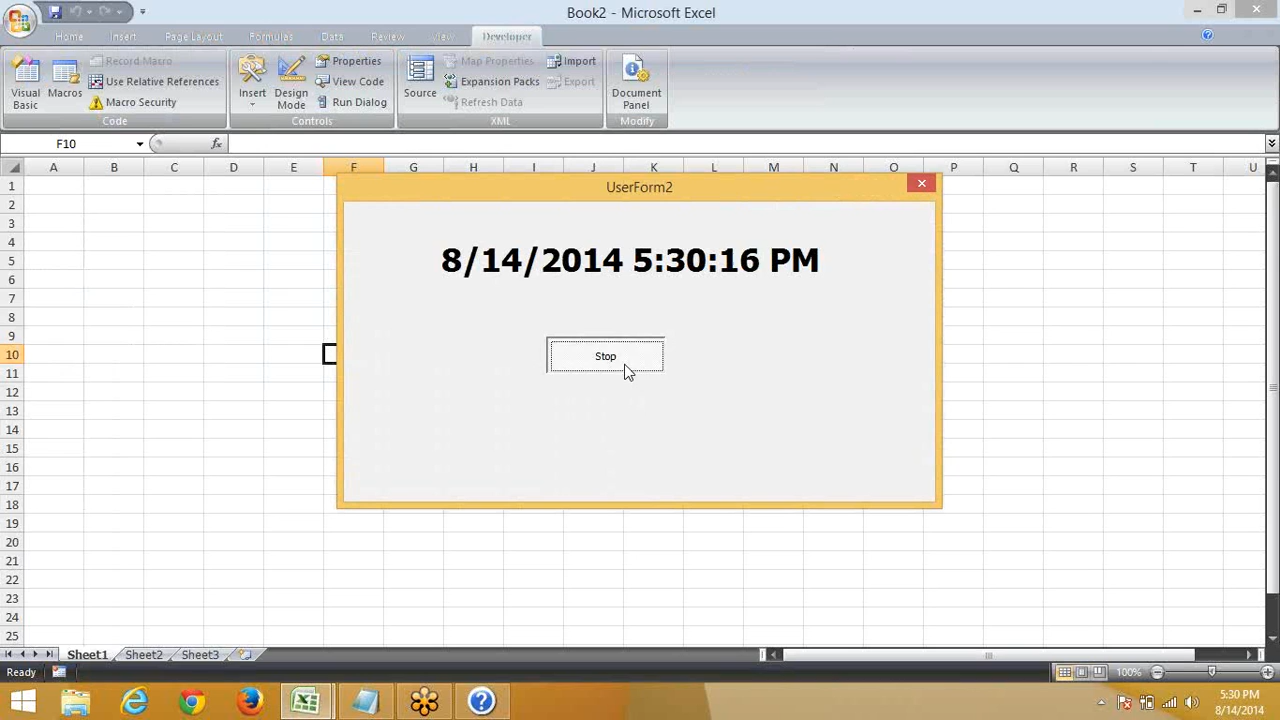 Book2 - Microsoft Excel
Home Insert Page Layout Formulas Data Review View Developer
Visual Basic
Macros
Record Macro
Use Relative References
Macro Security
Code
Insert
Design Mode
Properties
View Code
Run Dialog
Controls
Source
Map Properties
Expansion Packs
Refresh Data
Import
Export
XML
Document Panel
Modify
F10
fx
A B C D E F G H I J K L M N O P Q R S T U
1
2
3
4
5
6
7
8
9
10
11
12
13
14
15
16
17
18
19
20
21
22
23
24
25
UserForm2
8/14/2014 5:30:16 PM
Stop
Sheet1 Sheet2 Sheet3
Ready
100%
5:30 PM
8/14/2014